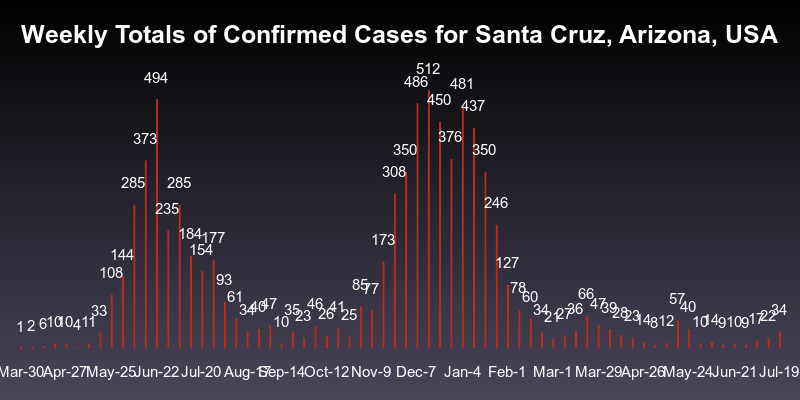 Weekly Totals of Confirmed Cases for Santa Cruz, Arizona, USA
1 2 6 10 10 4 11 33 108 144 285 373 494 235 285 184 154 177 93 61 34 40 47 10 35 23 46 26 41 25 85 77 173 308 350 486 512 450 376 481 437 350 246 127 78 60 34 21 27 36 66 47 39 28 23 14 8 12 57 40 10 14 9 10 9 17 22 34
Mar-30 Apr-27 May-25 Jun-22 Jul-20 Aug-17 Sep-14 Oct-12 Nov-9 Dec-7 Jan-4 Feb-1 Mar-1 Mar-29 Apr-26 May-24 Jun-21 Jul-19